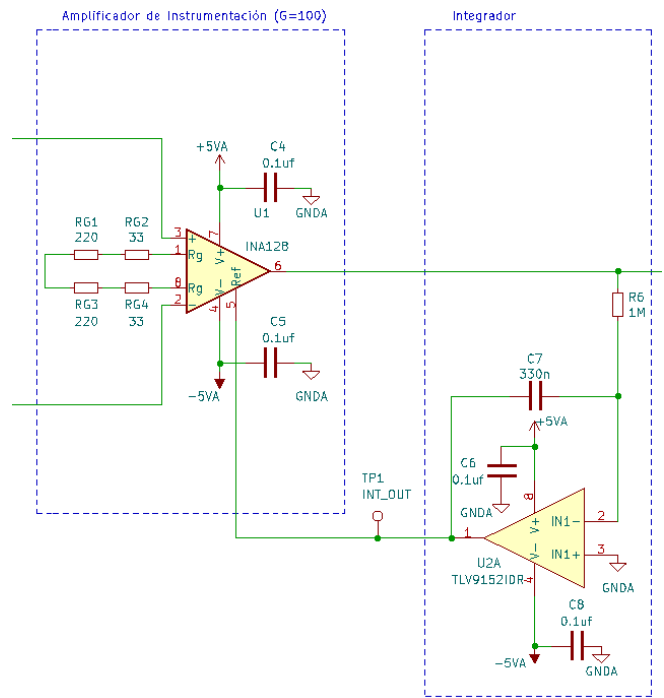 Amplificador de Instrumentación (G=100)
Integrador
+5VA
C4
0.1uf
U1
GNDA
RG1
220
RG2
33
3
+
1
Rg
7
V+
INA128
6
8
Rg
2
-
Ref
5
V-
4
RG3
220
RG4
33
R6
1M
C5
0.1uf
-5VA
GNDA
C7
330n
+5VA
C6
0.1uf
GNDA
TP1
INT_OUT
8
V+
IN1-
2
1
IN1+
3
V-
U2A
TLV9152IDR
4
GNDA
C8
0.1uf
-5VA
GNDA